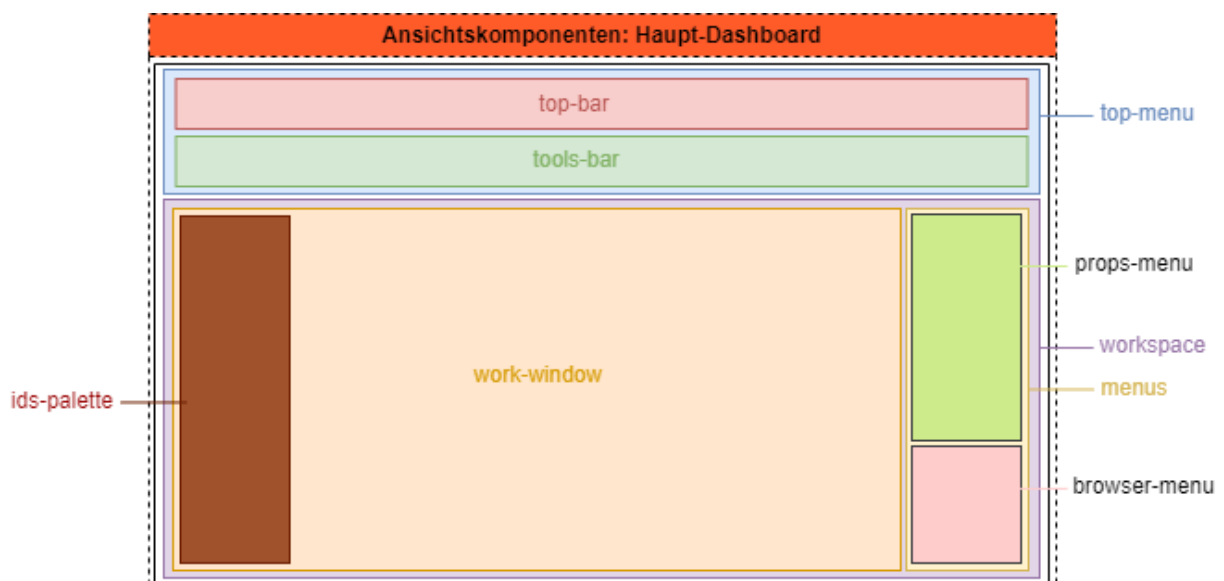 Ansichtskomponenten: Haupt-Dashboard
top-bar
top-menu
tools-bar
props-menu
workspace
work-window
menus
ids-palette
browser-menu